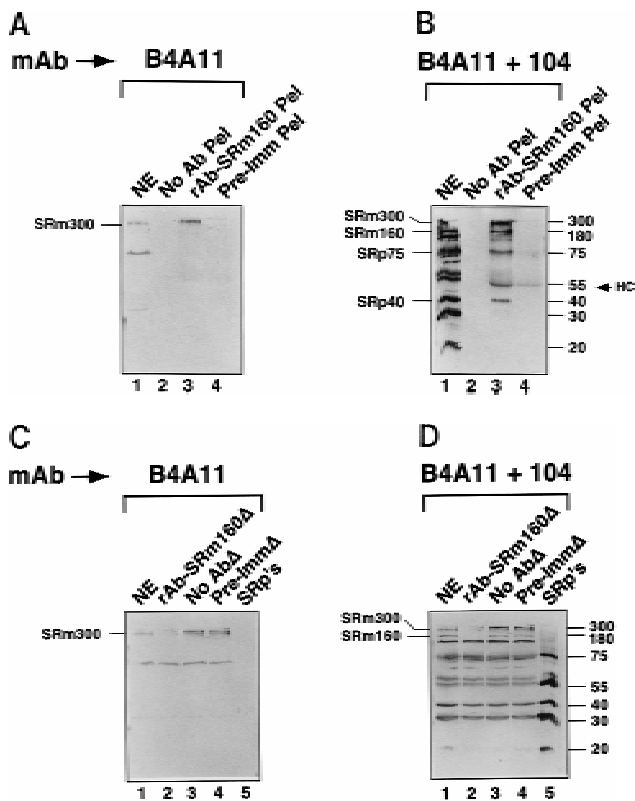 A
mAb → B4A11
NE
No Ab Pel
rAb-SRm160 Pel
Pre-Imm Pel
SRm300
1 2 3 4
B
B4A11 + 104
NE
No Ab Pel
rAb-SRm160 Pel
Pre-Imm Pel
SRm300
SRm160
SRp75
SRp40
300
180
75
55
HC
40
30
20
1 2 3 4
C
mAb → B4A11
NE
rAb-SRm160Δ
No AbΔ
Pre-ImmΔ
SRp's
SRm300
1 2 3 4 5
D
B4A11 + 104
NE
rAb-SRm160Δ
No AbΔ
Pre-ImmΔ
SRp's
SRm300
SRm160
300
180
75
55
40
30
20
1 2 3 4 5